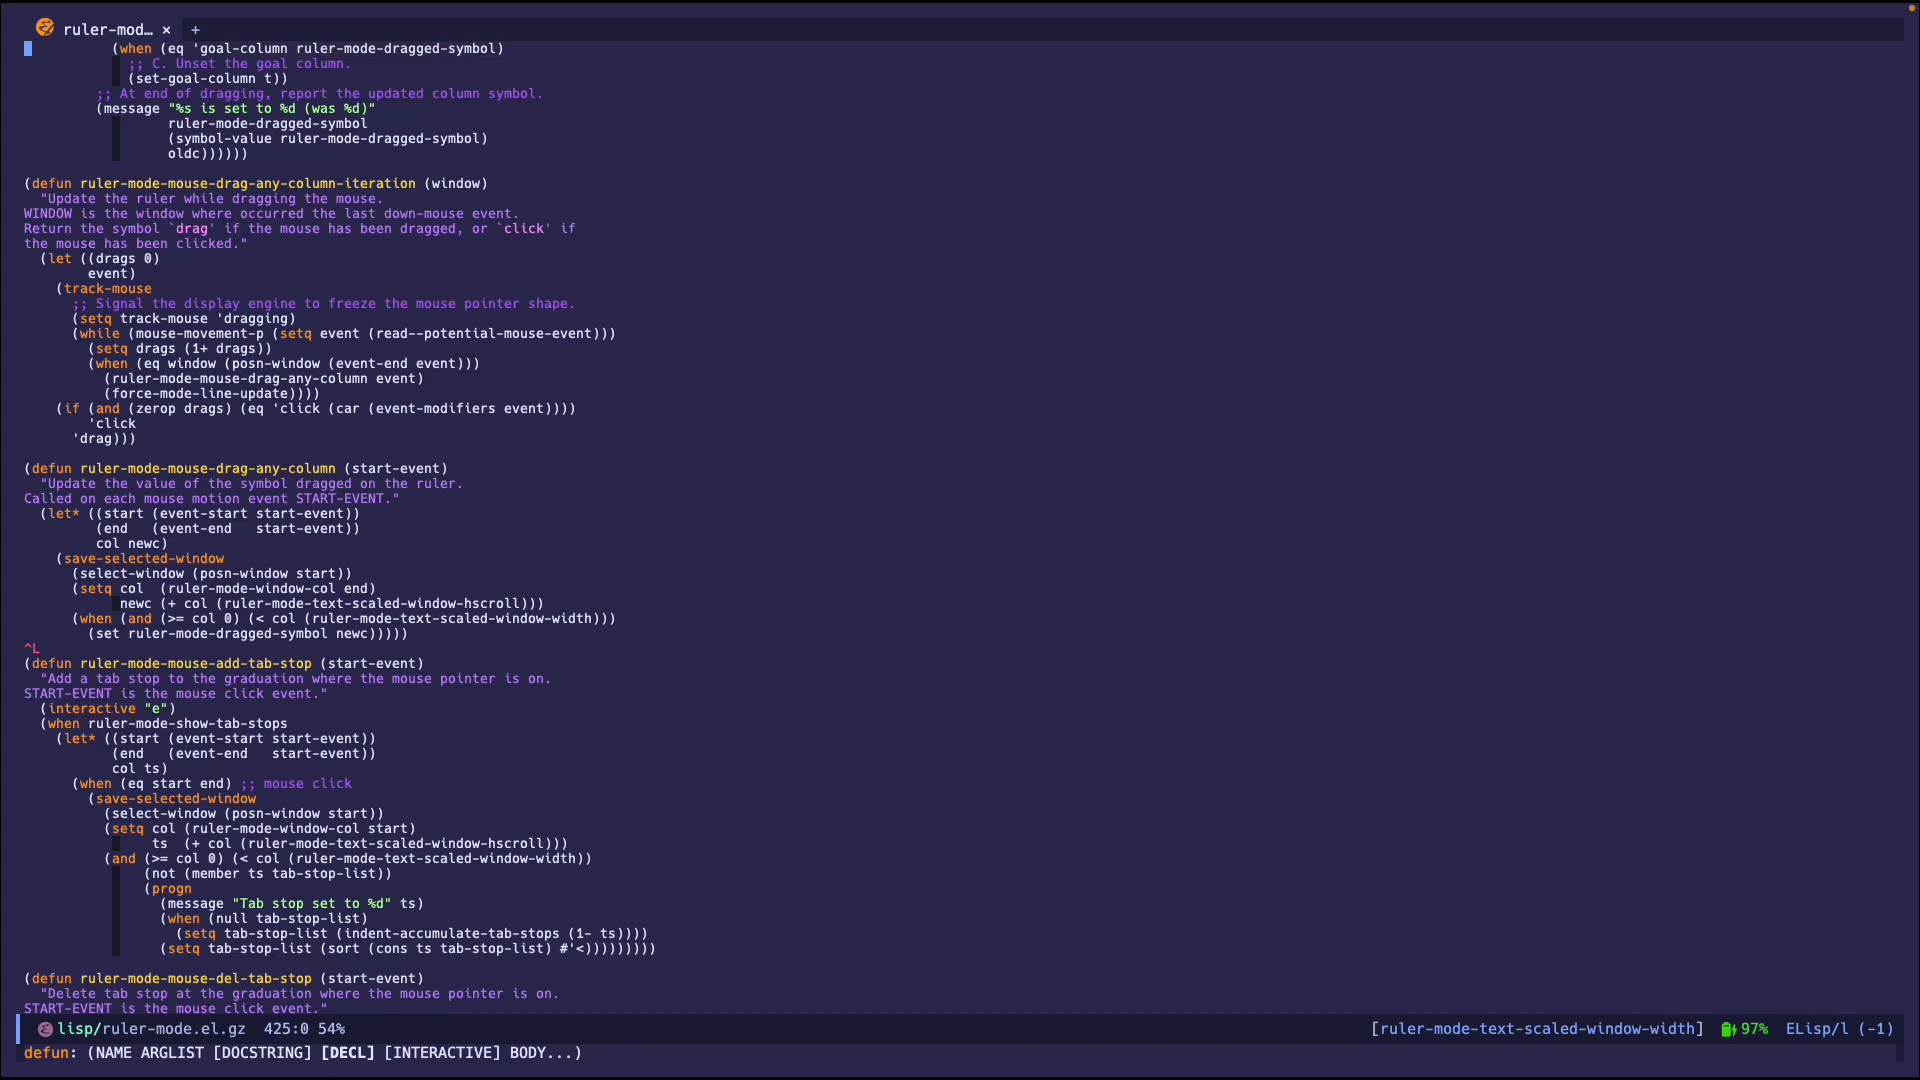 ruler-mod… × +
(when (eq 'goal-column ruler-mode-dragged-symbol)
;; C. Unset the goal column.
(set-goal-column t))
;; At end of dragging, report the updated column symbol.
(message "%s is set to %d (was %d)"
ruler-mode-dragged-symbol
(symbol-value ruler-mode-dragged-symbol)
oldc))))))
(defun ruler-mode-mouse-drag-any-column-iteration (window)
"Update the ruler while dragging the mouse.
WINDOW is the window where occurred the last down-mouse event.
Return the symbol `drag' if the mouse has been dragged, or `click' if
the mouse has been clicked."
(let ((drags 0)
event)
(track-mouse
;; Signal the display engine to freeze the mouse pointer shape.
(setq track-mouse 'dragging)
(while (mouse-movement-p (setq event (read--potential-mouse-event)))
(setq drags (1+ drags))
(when (eq window (posn-window (event-end event)))
(ruler-mode-mouse-drag-any-column event)
(force-mode-line-update))))
(if (and (zerop drags) (eq 'click (car (event-modifiers event))))
'click
'drag)))
(defun ruler-mode-mouse-drag-any-column (start-event)
"Update the value of the symbol dragged on the ruler.
Called on each mouse motion event START-EVENT."
(let* ((start (event-start start-event))
(end   (event-end   start-event))
col newc)
(save-selected-window
(select-window (posn-window start))
(setq col  (ruler-mode-window-col end)
newc (+ col (ruler-mode-text-scaled-window-hscroll)))
(when (and (>= col 0) (< col (ruler-mode-text-scaled-window-width)))
(set ruler-mode-dragged-symbol newc)))))
^L
(defun ruler-mode-mouse-add-tab-stop (start-event)
"Add a tab stop to the graduation where the mouse pointer is on.
START-EVENT is the mouse click event."
(interactive "e")
(when ruler-mode-show-tab-stops
(let* ((start (event-start start-event))
(end   (event-end   start-event))
col ts)
(when (eq start end) ;; mouse click
(save-selected-window
(select-window (posn-window start))
(setq col (ruler-mode-window-col start)
ts  (+ col (ruler-mode-text-scaled-window-hscroll)))
(and (>= col 0) (< col (ruler-mode-text-scaled-window-width))
(not (member ts tab-stop-list))
(progn
(message "Tab stop set to %d" ts)
(when (null tab-stop-list)
(setq tab-stop-list (indent-accumulate-tab-stops (1- ts))))
(setq tab-stop-list (sort (cons ts tab-stop-list) #'<)))))))))
(defun ruler-mode-mouse-del-tab-stop (start-event)
"Delete tab stop at the graduation where the mouse pointer is on.
START-EVENT is the mouse click event."
lisp/ruler-mode.el.gz  425:0 54% [ruler-mode-text-scaled-window-width] 97% ELisp/l (-1)
defun: (NAME ARGLIST [DOCSTRING] [DECL] [INTERACTIVE] BODY...)